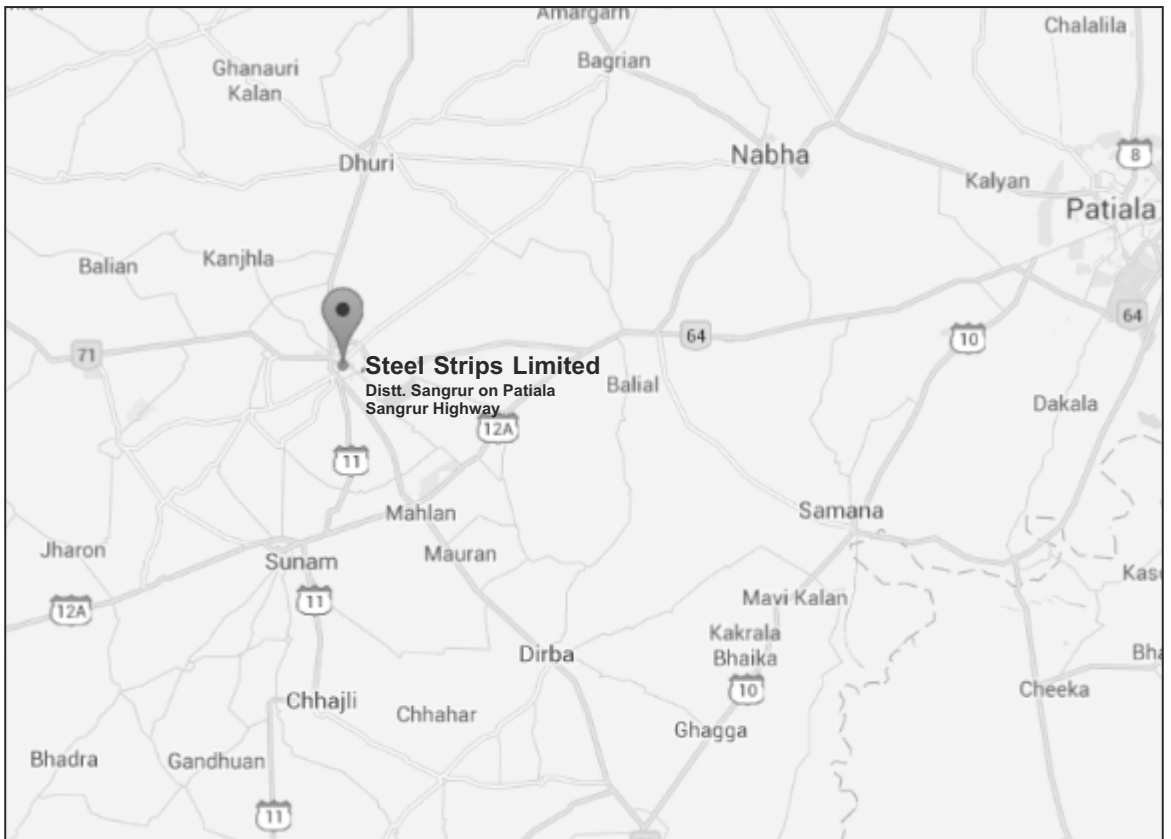 Amargarh
Chalalila
Ghanauri
Kalan
Bagrian
Dhuri
Nabha
8
Kalyan
Patiala
Balian
Kanjhla
64
71
64
10
Steel Strips Limited
Distt. Sangrur on Patiala
Sangrur Highway
Balial
Dakala
12A
11
Mahlan
Samana
Jharon
Sunam
Mauran
Kaso
12A
11
Mavi Kalan
Kakrala
Bhaika
Dirba
Bha
10
Cheeka
Chhajli
Chhahar
Ghagga
Bhadra
Gandhuan
11